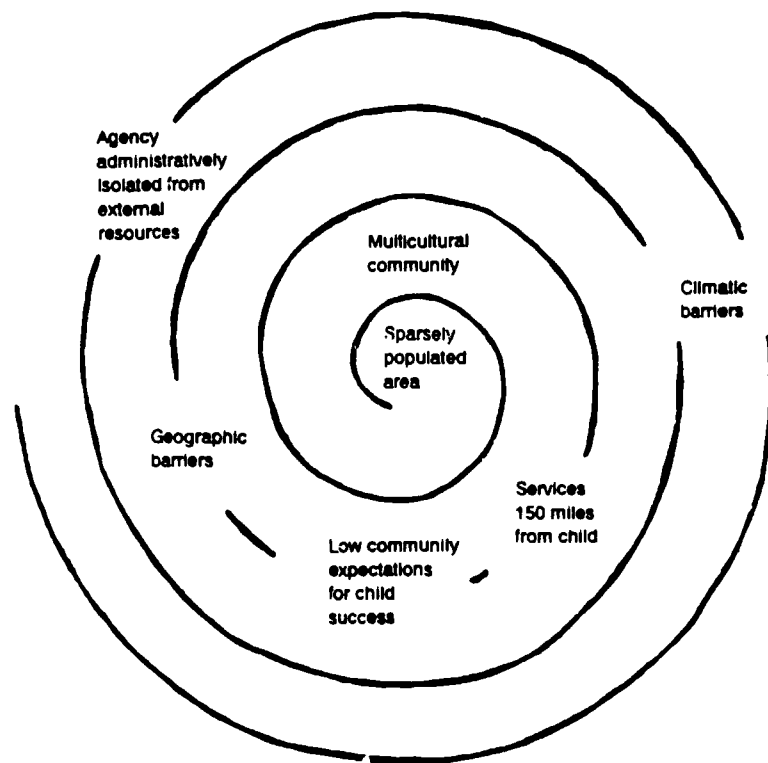 Agency
administratively
isolated from
external
resources
Multicultural
community
Climatic
barriers
Sparsely
populated
area
Geographic
barriers
Services
150 miles
from child
Low community
expectations
for child
success